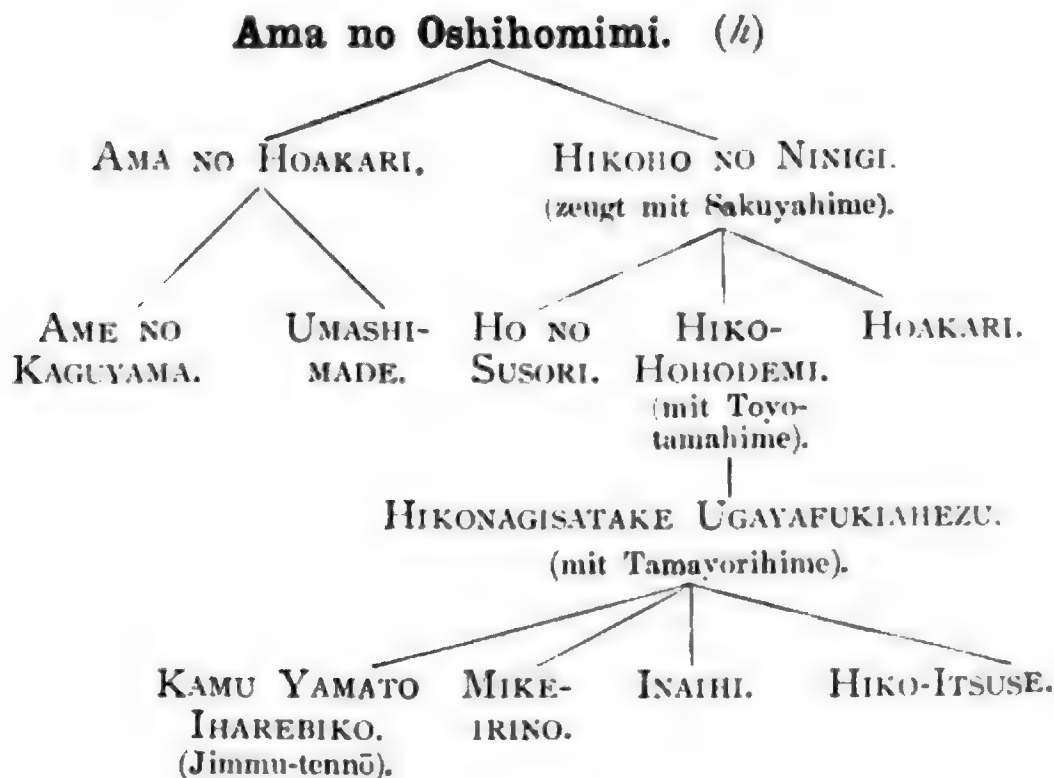 Ama no Oshihomimi. (h)
AMA NO HOAKARI. HIKOHO NO NINIGI.
(zeugt mit Sakuyahime).
AME NO UMASHI- HO NO HIKO- HOAKARI.
KAGUYAMA. MADE. SUSORI. HOHODEMI.
(mit Toyo-
tamahime).
HIKONAGISATAKE UGAYAFUKIAHEZU.
(mit Tamayorihime).
KAMU YAMATO MIKE- INAIHI. HIKO-ITSUSE.
IHAREBIKO. IRINO.
(Jimmu-tennō).